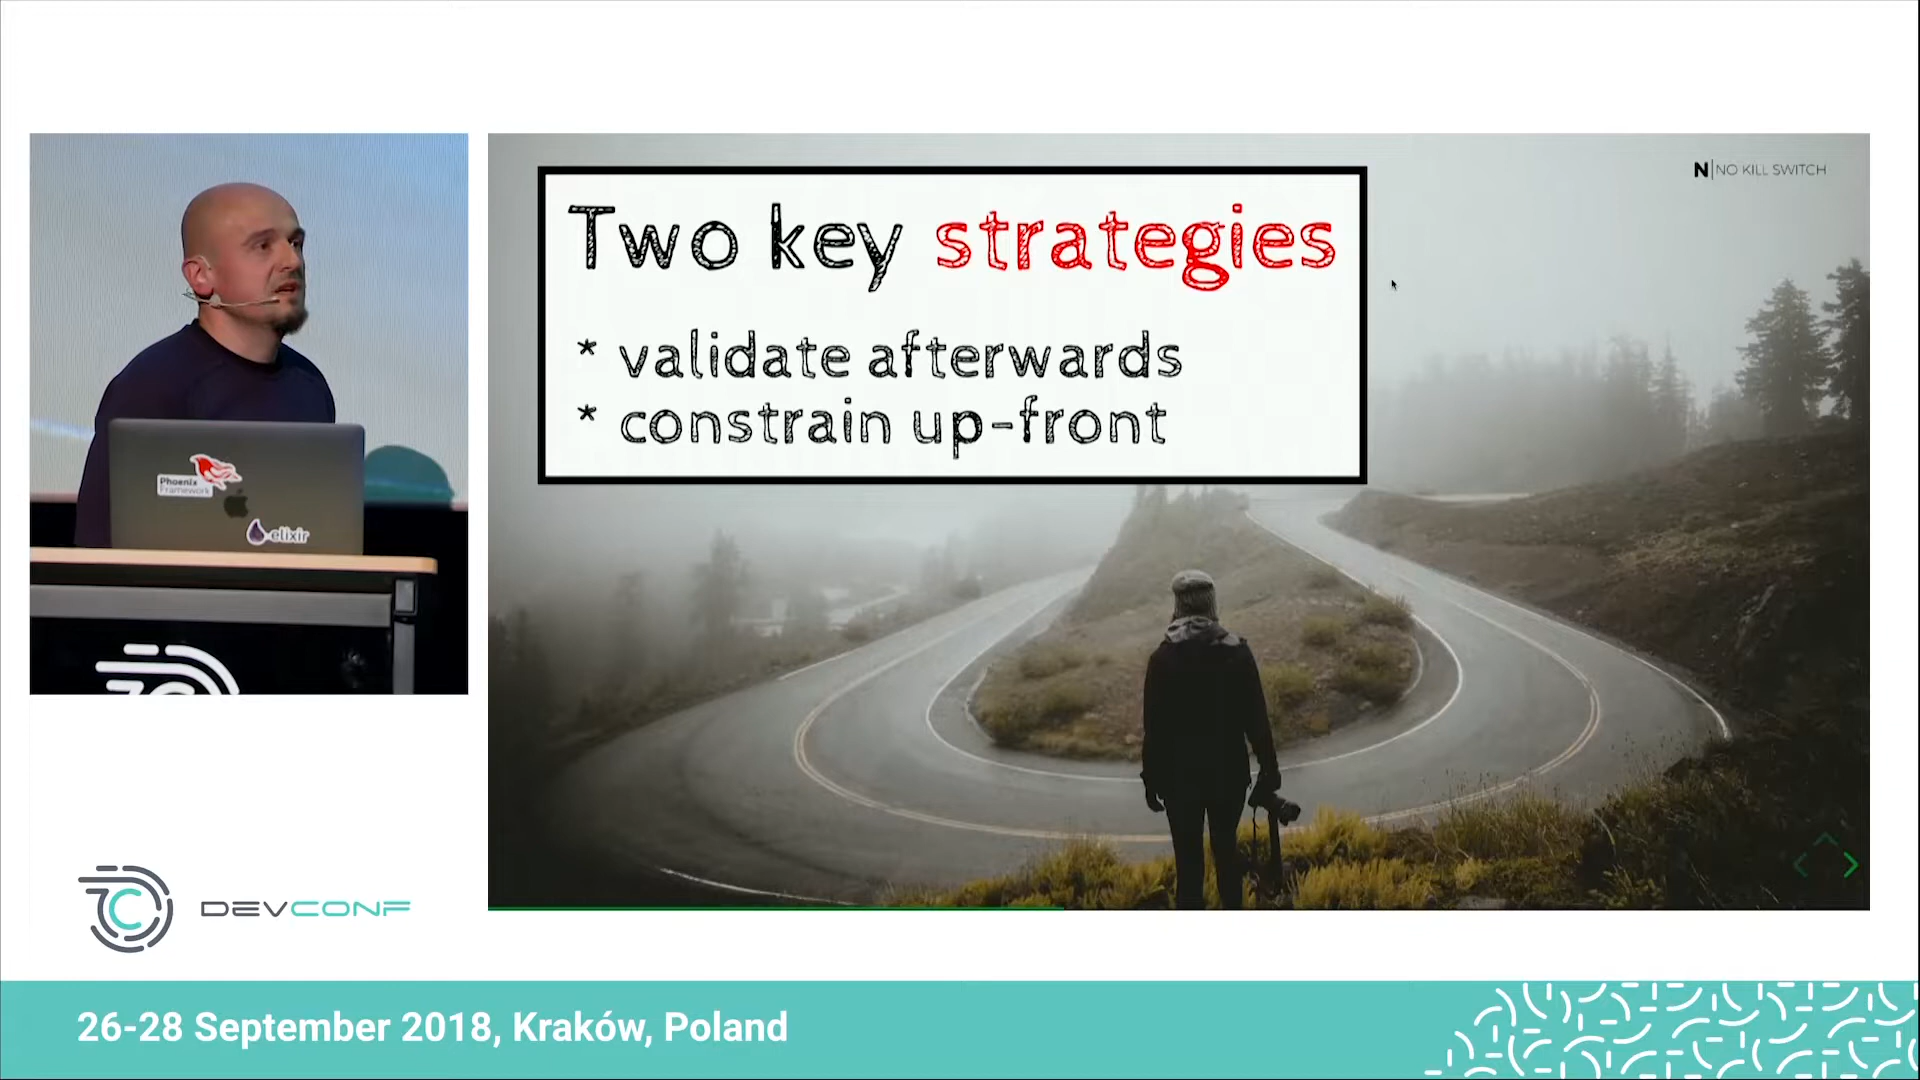 N|NO KILL SWITCH
Two key strategies
* validate afterwards
* constrain up-front
Phoenix
Framework
elixir
DEVCONF
26-28 September 2018, Kraków, Poland